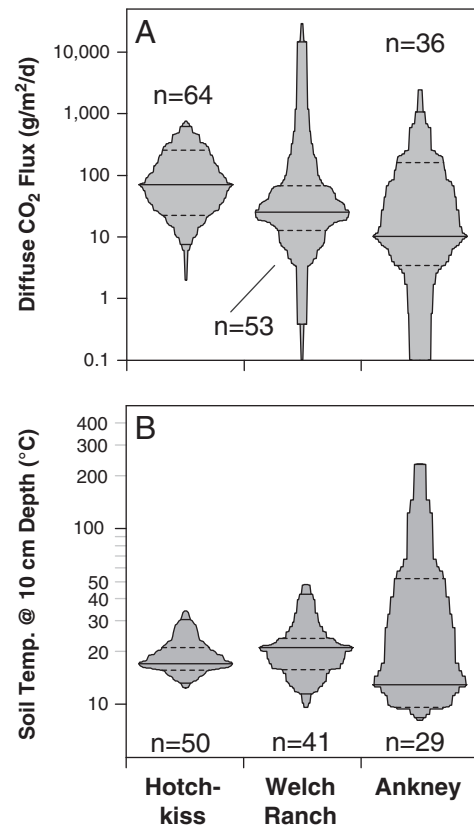 A
n=64
n=36
n=53
Diffuse CO2 Flux (g/m2/d)
10,000
1,000
100
10
1
0.1
B
Soil Temp. @ 10 cm Depth (°C)
400
300
200
100
50
40
30
20
10
n=50
n=41
n=29
Hotch-
kiss
Welch
Ranch
Ankney